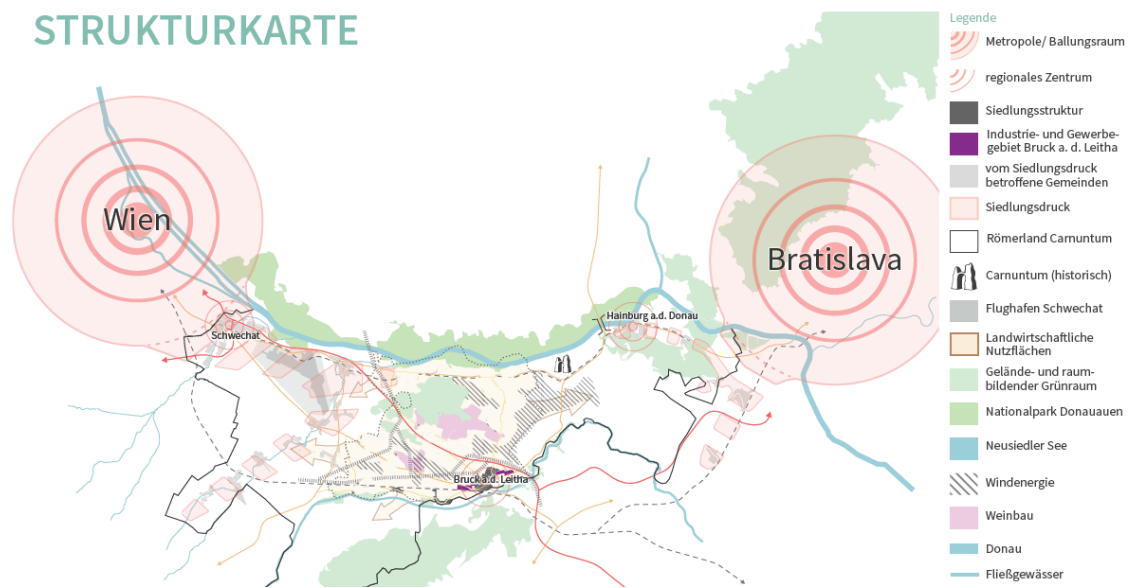 STRUKTURKARTE
Wien
Bratislava
Schwechat
Hainburg a.d. Donau
Bruck a.d. Leitha
Legende
Metropole/ Ballungsraum
regionales Zentrum
Siedlungsstruktur
Industrie- und Gewerbe-
gebiet Bruck a. d. Leitha
vom Siedlungsdruck
betroffene Gemeinden
Siedlungsdruck
Römerland Carnuntum
Carnuntum (historisch)
Flughafen Schwechat
Landwirtschaftliche
Nutzflächen
Gelände- und raum-
bildender Grünraum
Nationalpark Donauauen
Neusiedler See
Windenergie
Weinbau
Donau
Fließgewässer